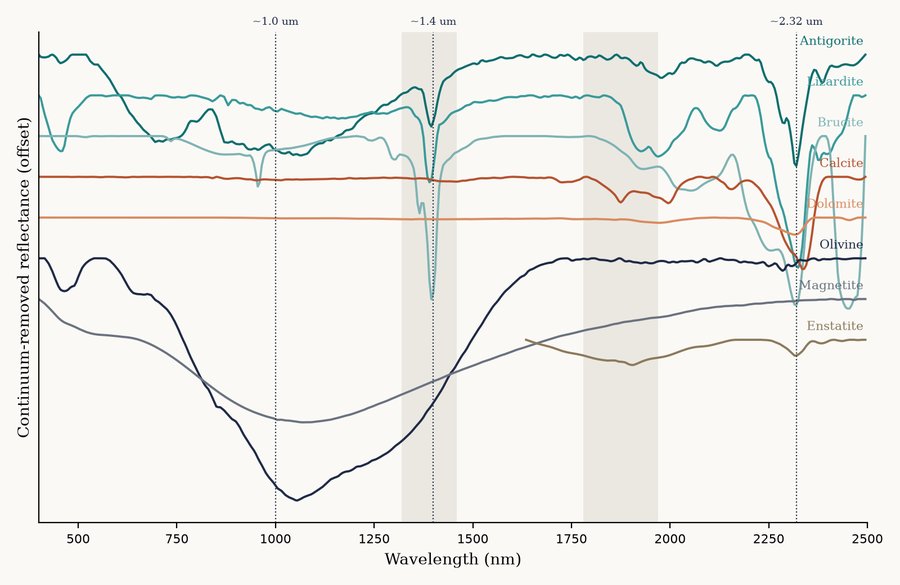 ~1.0 um
~1.4 um
~2.32 um
Antigorite
Lizardite
Brucite
Calcite
Dolomite
Olivine
Magnetite
Enstatite
Continuum-removed reflectance (offset)
500
750
1000
1250
1500
1750
2000
2250
2500
Wavelength (nm)